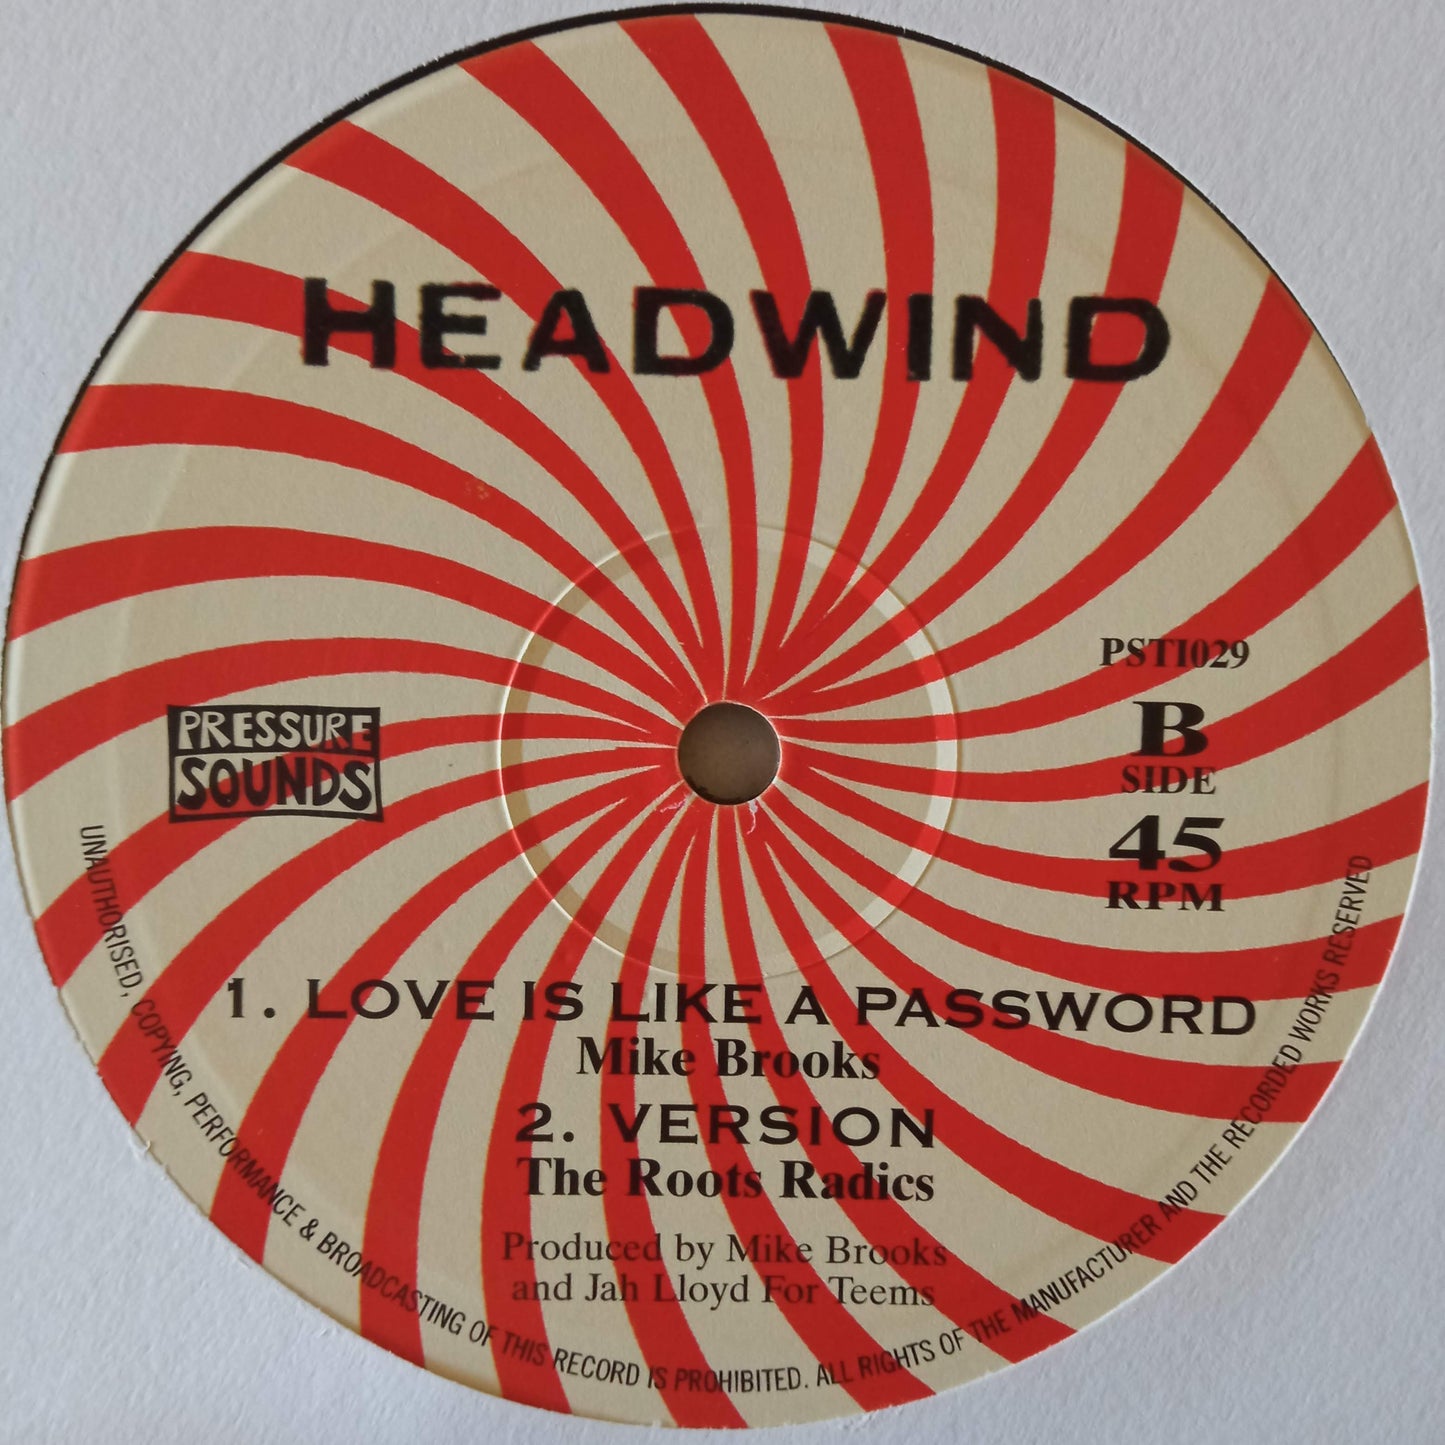 HEADWIND
PSTI029
PRESSURE
SOUNDS
B
SIDE
45
RPM
1. LOVE IS LIKE A PASSWORD
Mike Brooks
2. VERSION
The Roots Radics
Produced by Mike Brooks
and Jah Lloyd For Teems
UNAUTHORISED, COPYING, PERFORMANCE & BROADCASTING OF THIS RECORD IS PROHIBITED. ALL RIGHTS OF THE MANUFACTURER AND THE RECORDED WORKS RESERVED